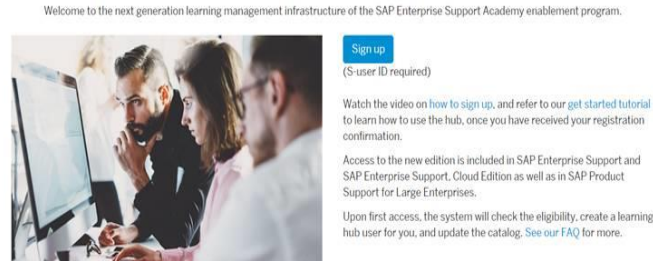 Welcome to the next generation learning management infrastructure of the SAP Enterprise Support Academy enablement program.
Sign up
(S-user ID required)
Watch the video on how to sign up, and refer to our get started tutorial
to learn how to use the hub, once you have received your registration
confirmation.
Access to the new edition is included in SAP Enterprise Support and
SAP Enterprise Support, Cloud Edition as well as in SAP Product
Support for Large Enterprises.
Upon first access, the system will check the eligibility, create a learning
hub user for you, and update the catalog. See our FAQ for more.